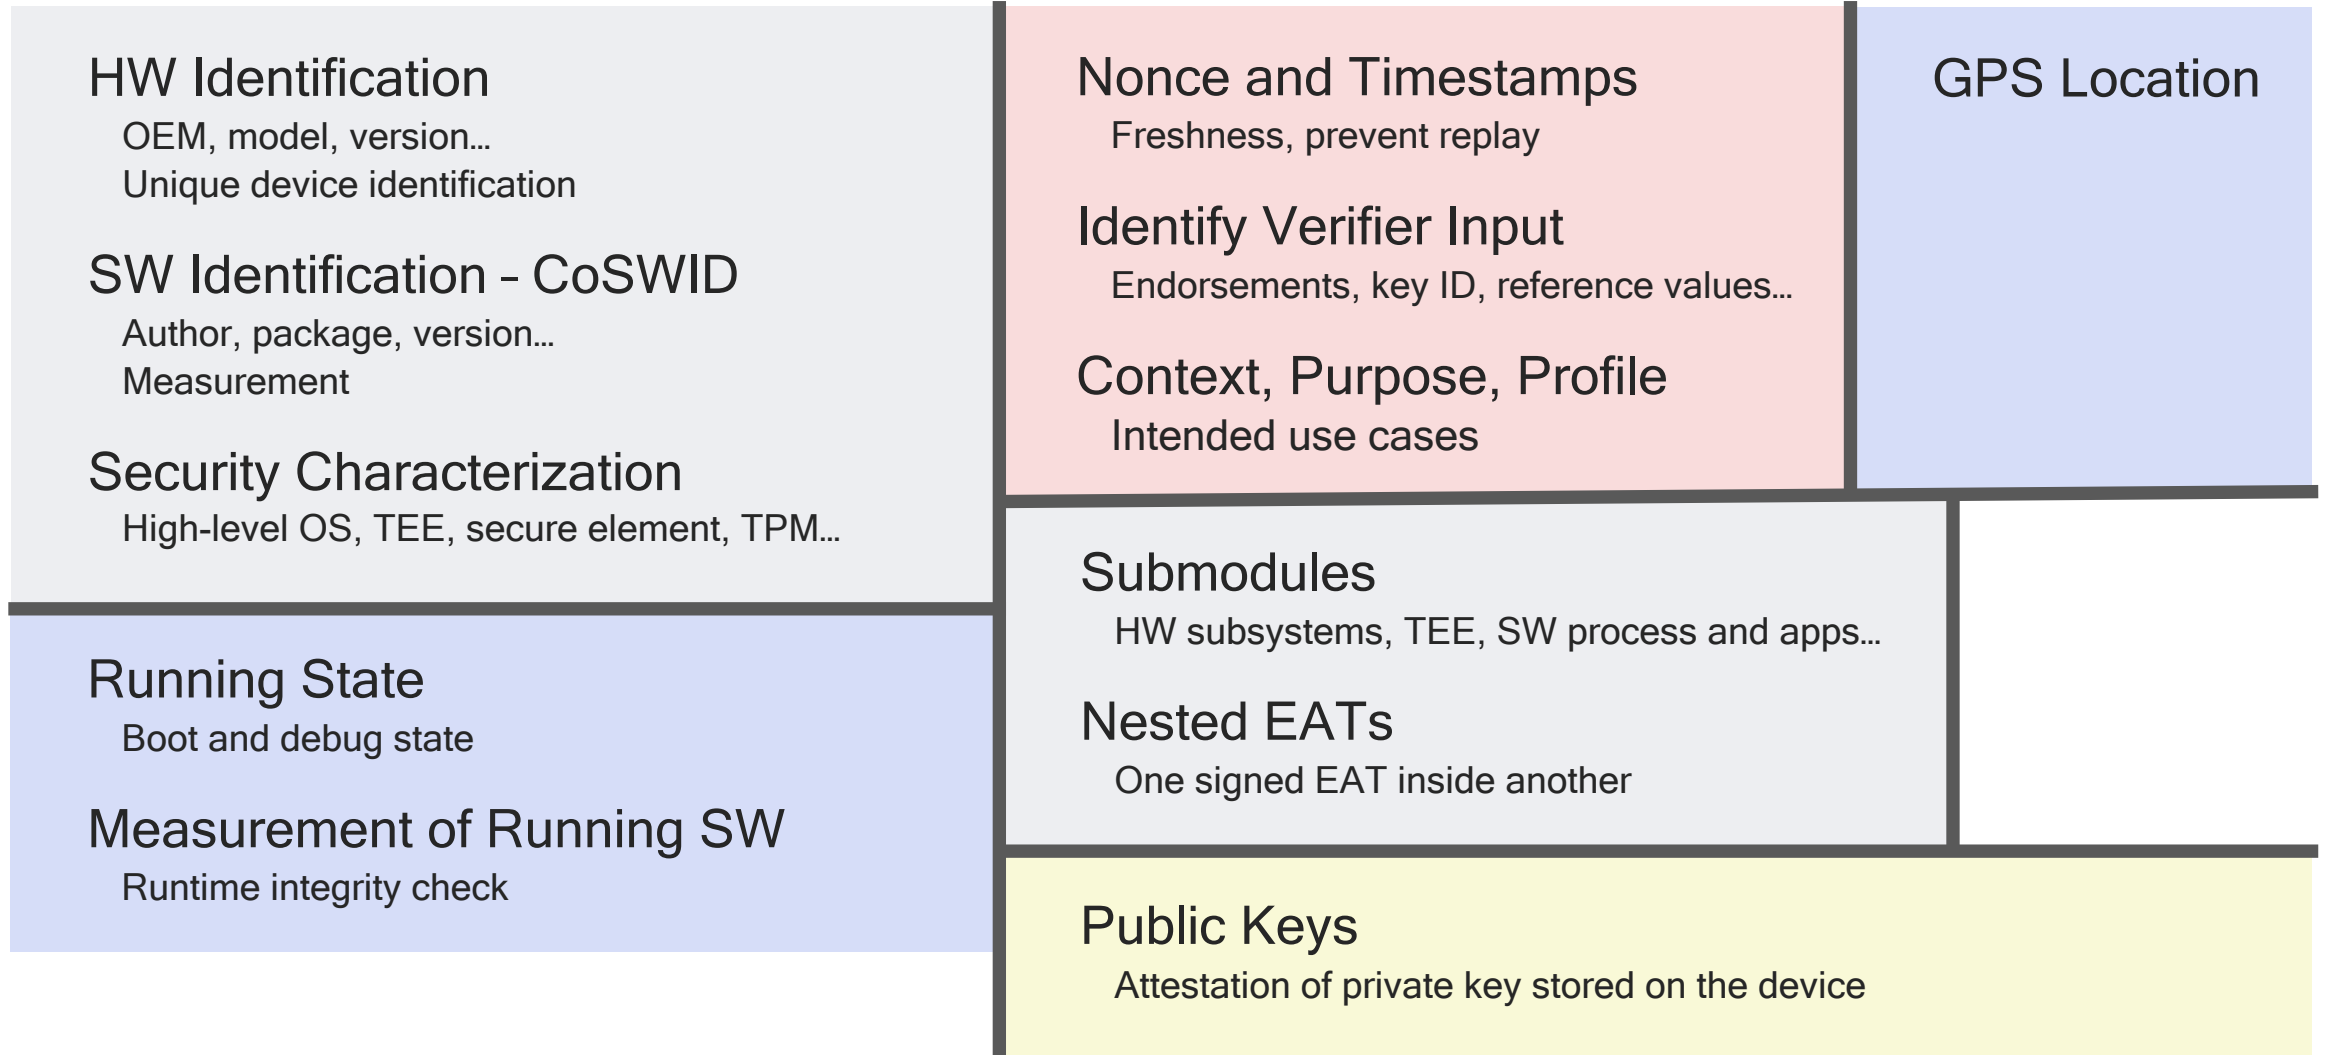 HW Identification
OEM, model, version…
Unique device identification
SW Identification – CoSWID
Author, package, version…
Measurement
Security Characterization
High-level OS, TEE, secure element, TPM…
Running State
Boot and debug state
Measurement of Running SW
Runtime integrity check
Nonce and Timestamps
Freshness, prevent replay
Identify Verifier Input
Endorsements, key ID, reference values…
Context, Purpose, Profile
Intended use cases
GPS Location
Submodules
HW subsystems, TEE, SW process and apps…
Nested EATs
One signed EAT inside another
Public Keys
Attestation of private key stored on the device